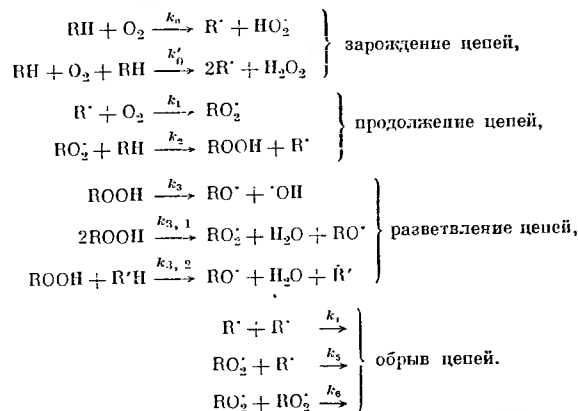 RH + O₂ —k₀→ R˙ + HO₂˙
RH + O₂ + RH —k′₀→ 2R˙ + H₂O₂
зарождение цепей,
R˙ + O₂ —k₁→ RO₂˙
RO₂˙ + RH —k₂→ ROOH + R˙
продолжение цепей,
ROOH —k₃→ RO˙ + ˙OH
2ROOH —k₃, ₁→ RO₂˙ + H₂O + RO˙
ROOH + R′H —k₃, ₂→ RO˙ + H₂O + Ṙ′
разветвление цепей,
R˙ + R˙ —k₄→
RO₂˙ + R˙ —k₅→
RO₂˙ + RO₂˙ —k₆→
обрыв цепей.